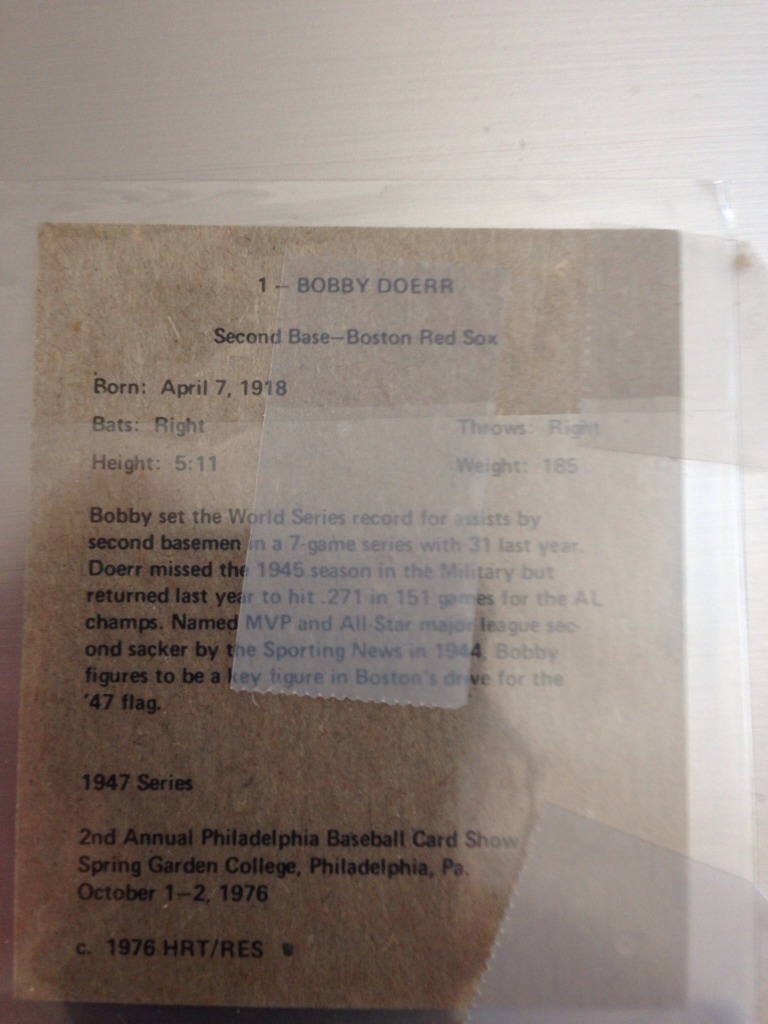 1 – BOBBY DOERR
Second Base—Boston Red Sox
Born: April 7, 1918
Bats: Right Throws: Right
Height: 5:11 Weight: 185
Bobby set the World Series record for assists by
second basemen in a 7-game series with 31 last year.
Doerr missed the 1945 season in the Military but
returned last year to hit .271 in 151 games for the AL
champs. Named MVP and All-Star major league sec-
ond sacker by the Sporting News in 1944, Bobby
figures to be a key figure in Boston's drive for the
'47 flag.
1947 Series
2nd Annual Philadelphia Baseball Card Show
Spring Garden College, Philadelphia, Pa.
October 1–2, 1976
c. 1976 HRT/RES